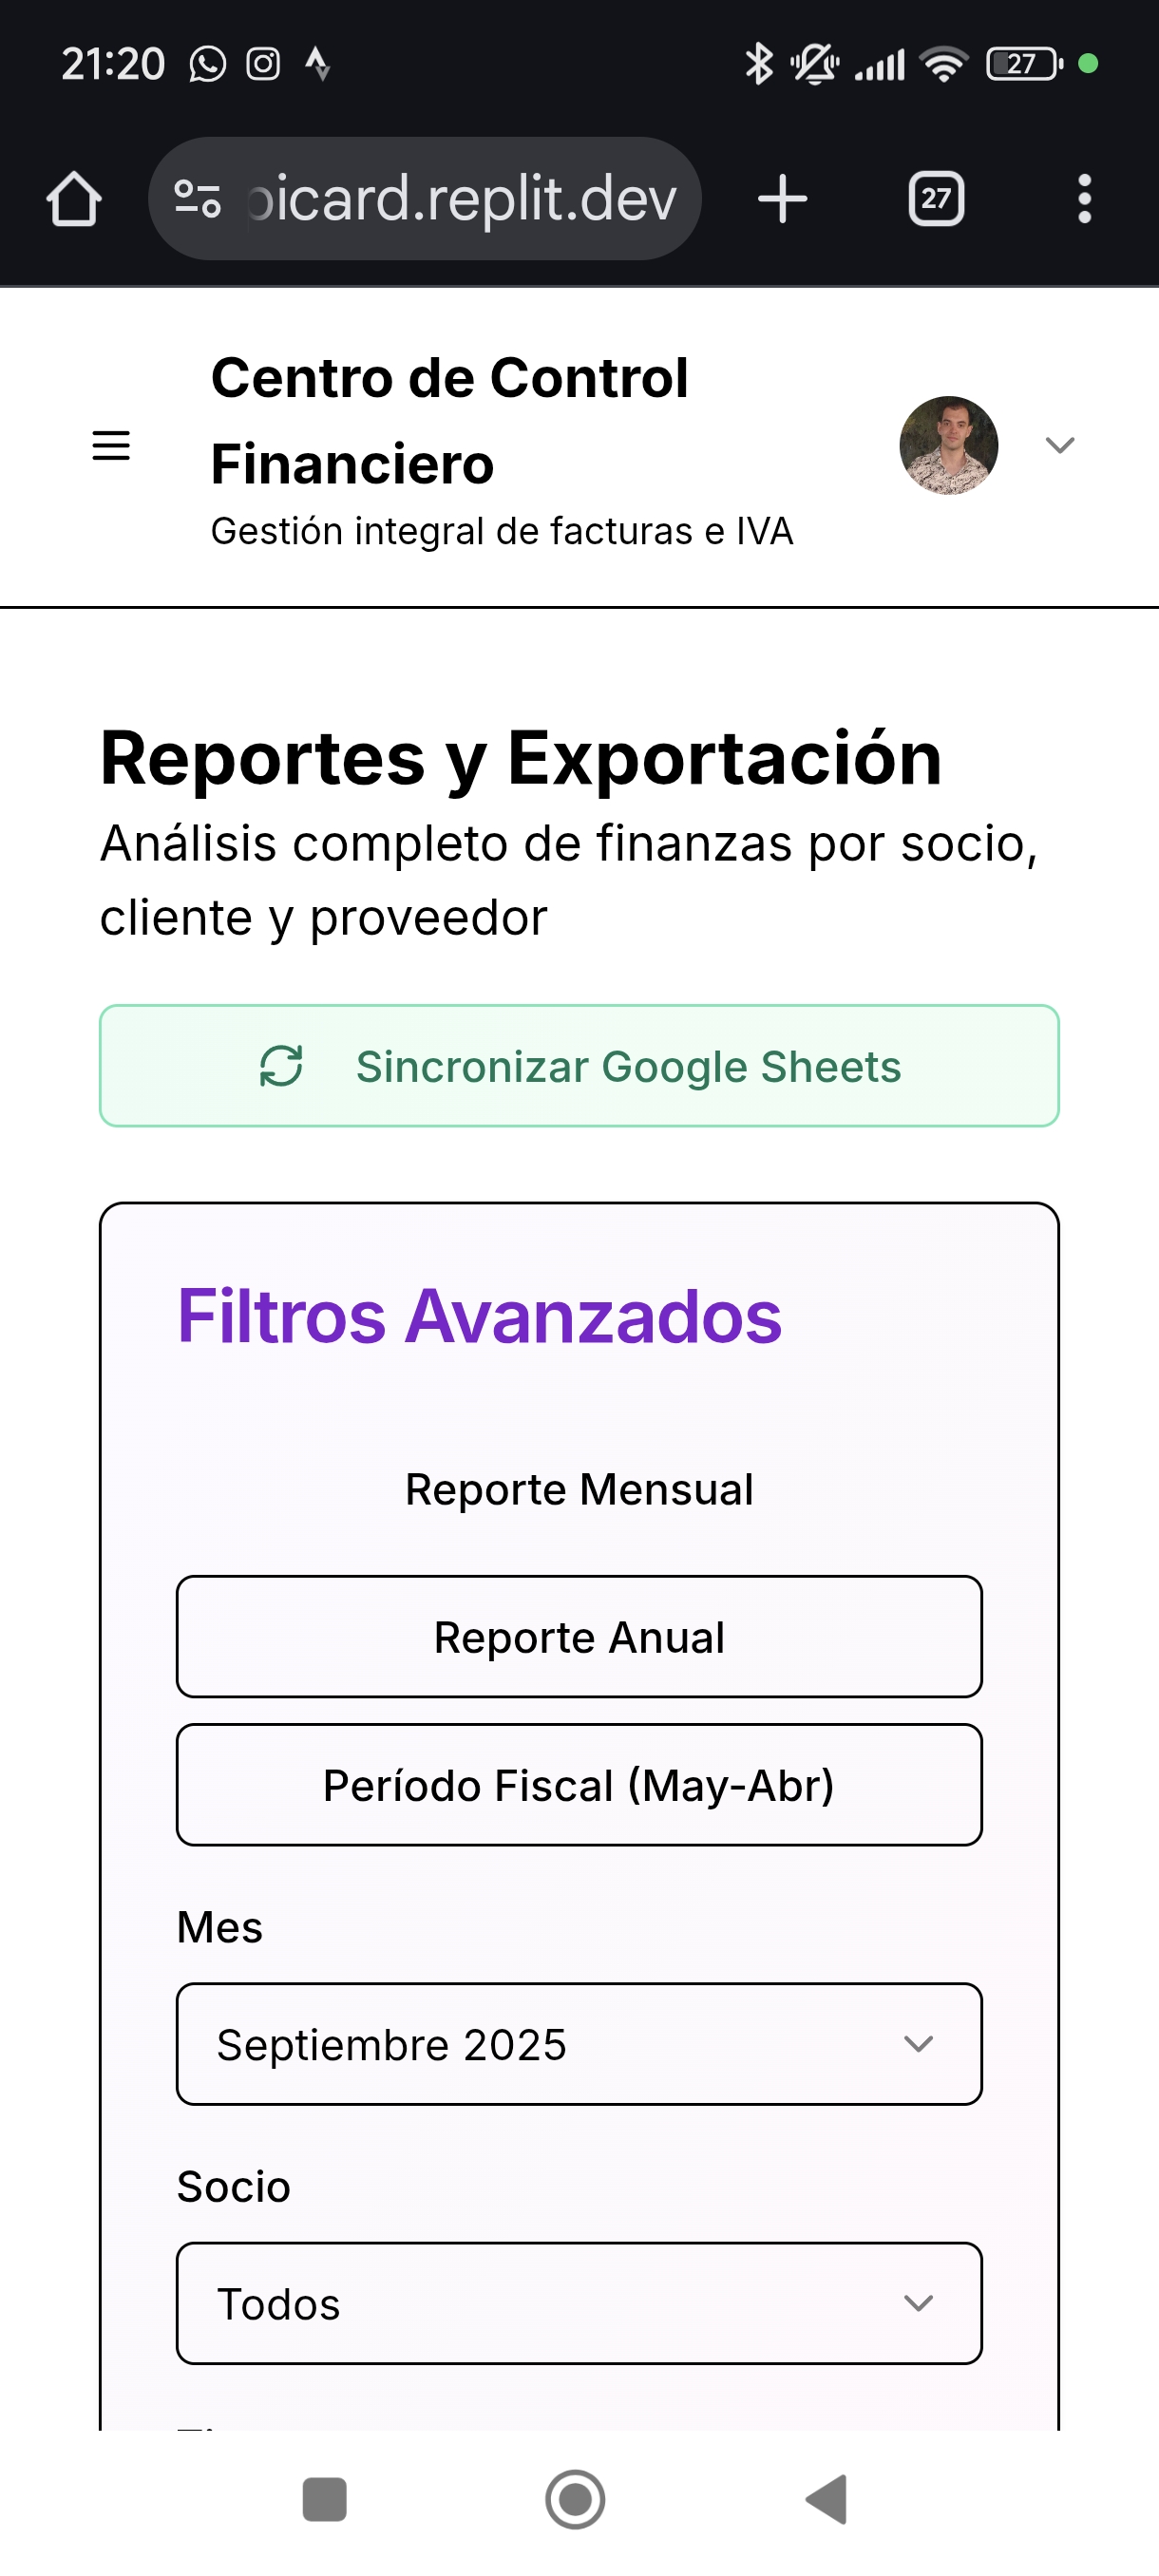 21:20
27
picard.replit.dev
27
Centro de Control
Financiero
Gestión integral de facturas e IVA
Reportes y Exportación
Análisis completo de finanzas por socio,
cliente y proveedor
Sincronizar Google Sheets
Filtros Avanzados
Reporte Mensual
Reporte Anual
Período Fiscal (May-Abr)
Mes
Septiembre 2025
Socio
Todos